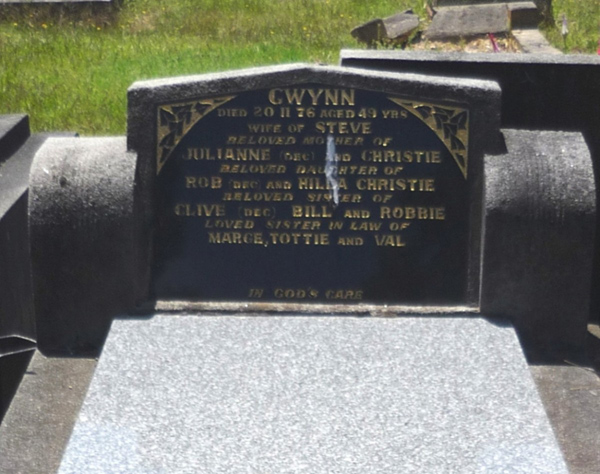 GWYNN
DIED 20 11 76 AGED 49 YRS
WIFE OF STEVE
BELOVED MOTHER OF
JULIANNE (DEC) AND CHRISTIE
BELOVED DAUGHTER OF
ROB (DEC) AND HILDA CHRISTIE
BELOVED SISTER OF
CLIVE (DEC) BILL AND ROBBIE
LOVED SISTER IN LAW OF
MARGE, TOTTIE AND VAL
IN GOD'S CARE